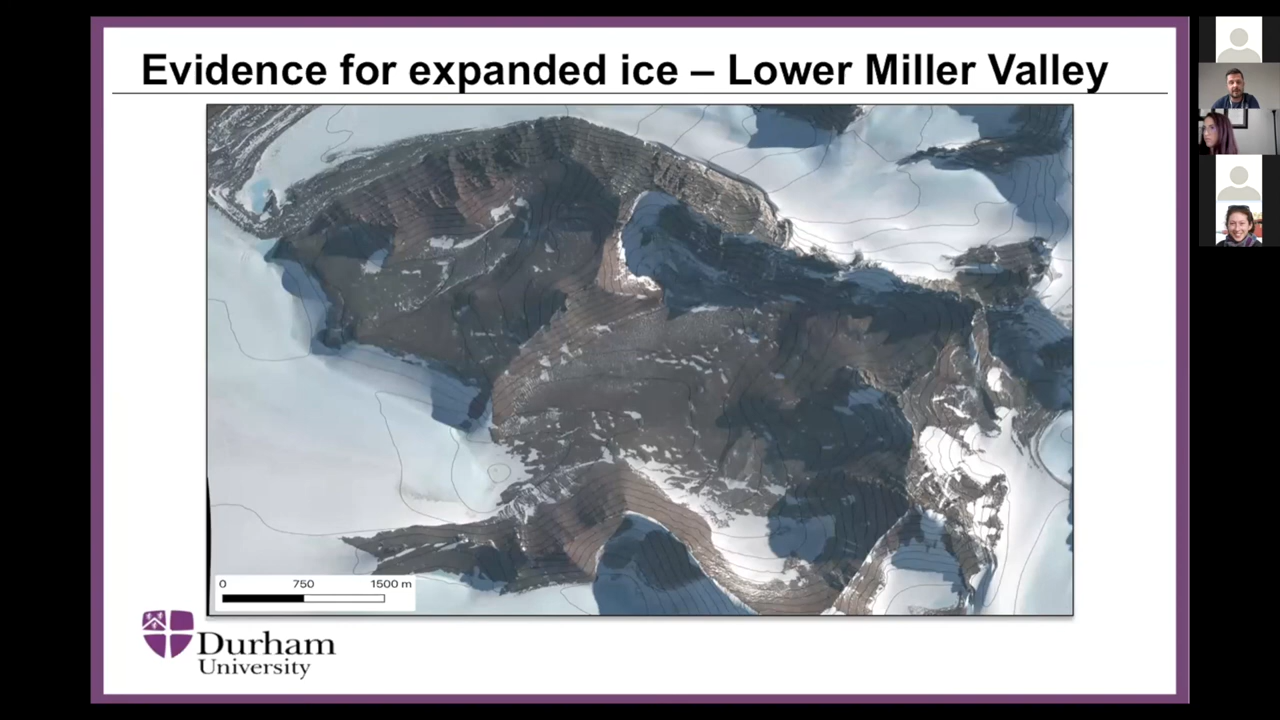 Evidence for expanded ice – Lower Miller Valley
0 750 1500 m
Durham
University